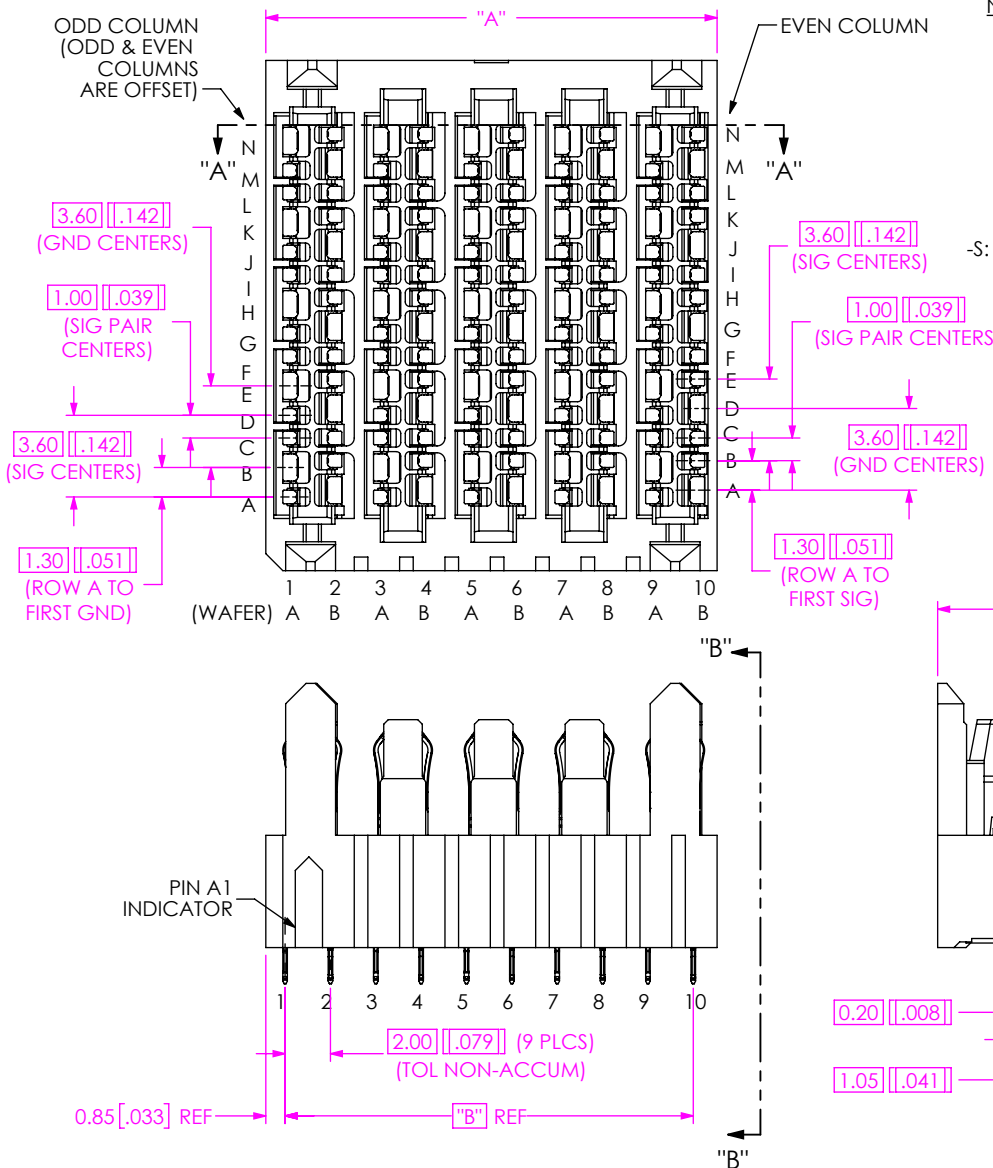 "A"
N
ODD COLUMN
(ODD & EVEN
COLUMNS
ARE OFFSET)
EVEN COLUMN
"A"
"A"
N
M
L
K
J
I
H
G
F
E
D
C
B
A
N
M
L
K
J
I
H
G
F
E
D
C
B
A
3.60 [.142]
(GND CENTERS)
1.00 [.039]
(SIG PAIR
CENTERS)
3.60 [.142]
(SIG CENTERS)
1.30 [.051]
(ROW A TO
FIRST GND)
3.60 [.142]
(SIG CENTERS)
-S:
1.00 [.039]
(SIG PAIR CENTERS
3.60 [.142]
(GND CENTERS)
1.30 [.051]
(ROW A TO
FIRST SIG)
1 2 3 4 5 6 7 8 9 10
(WAFER) A B A B A B A B A B
"B"
PIN A1
INDICATOR
1 2 3 4 5 6 7 8 9 10
2.00 [.079] (9 PLCS)
(TOL NON-ACCUM)
0.85 [.033] REF
"B" REF
"B"
0.20 [.008]
1.05 [.041]